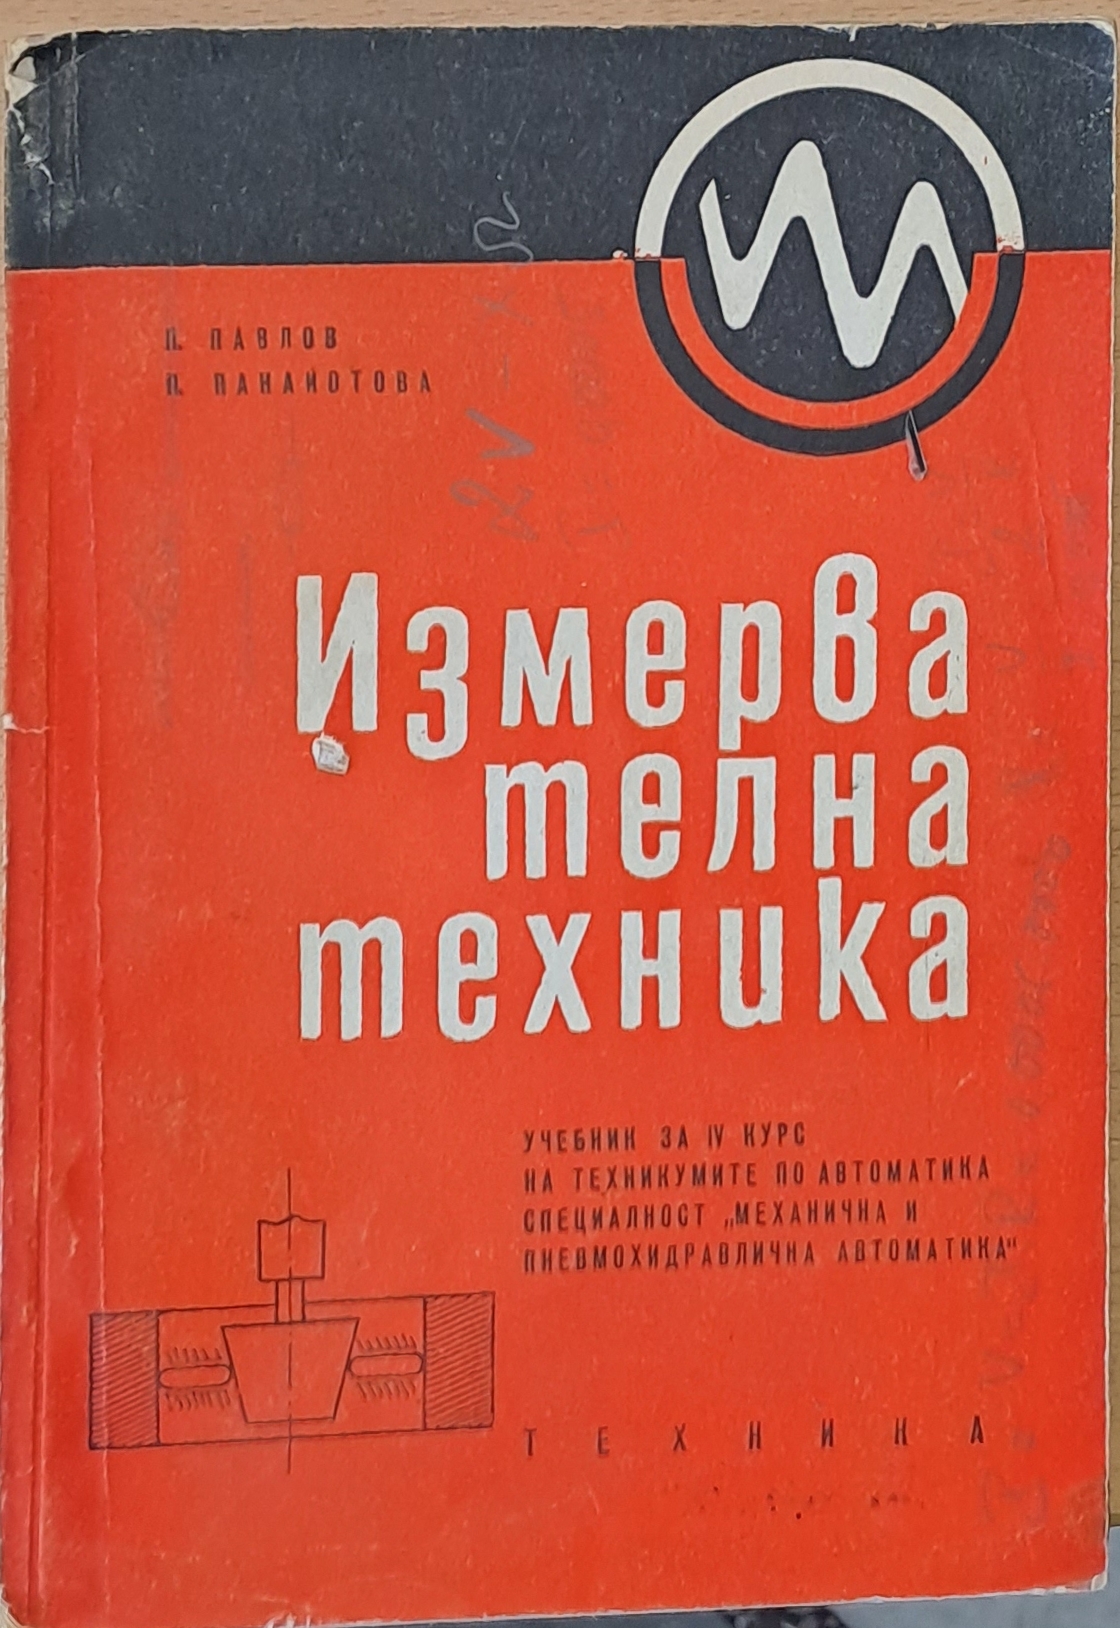 П. ПАВЛОВ
П. ПАНАЙОТОВА
Измерва
телна
техника
УЧЕБНИК ЗА IV КУРС
НА ТЕХНИКУМИТЕ ПО АВТОМАТИКА
СПЕЦИАЛНОСТ „МЕХАНИЧНА И
ПНЕВМОХИДРАВЛИЧНА АВТОМАТИКА“
ТЕХНИКА